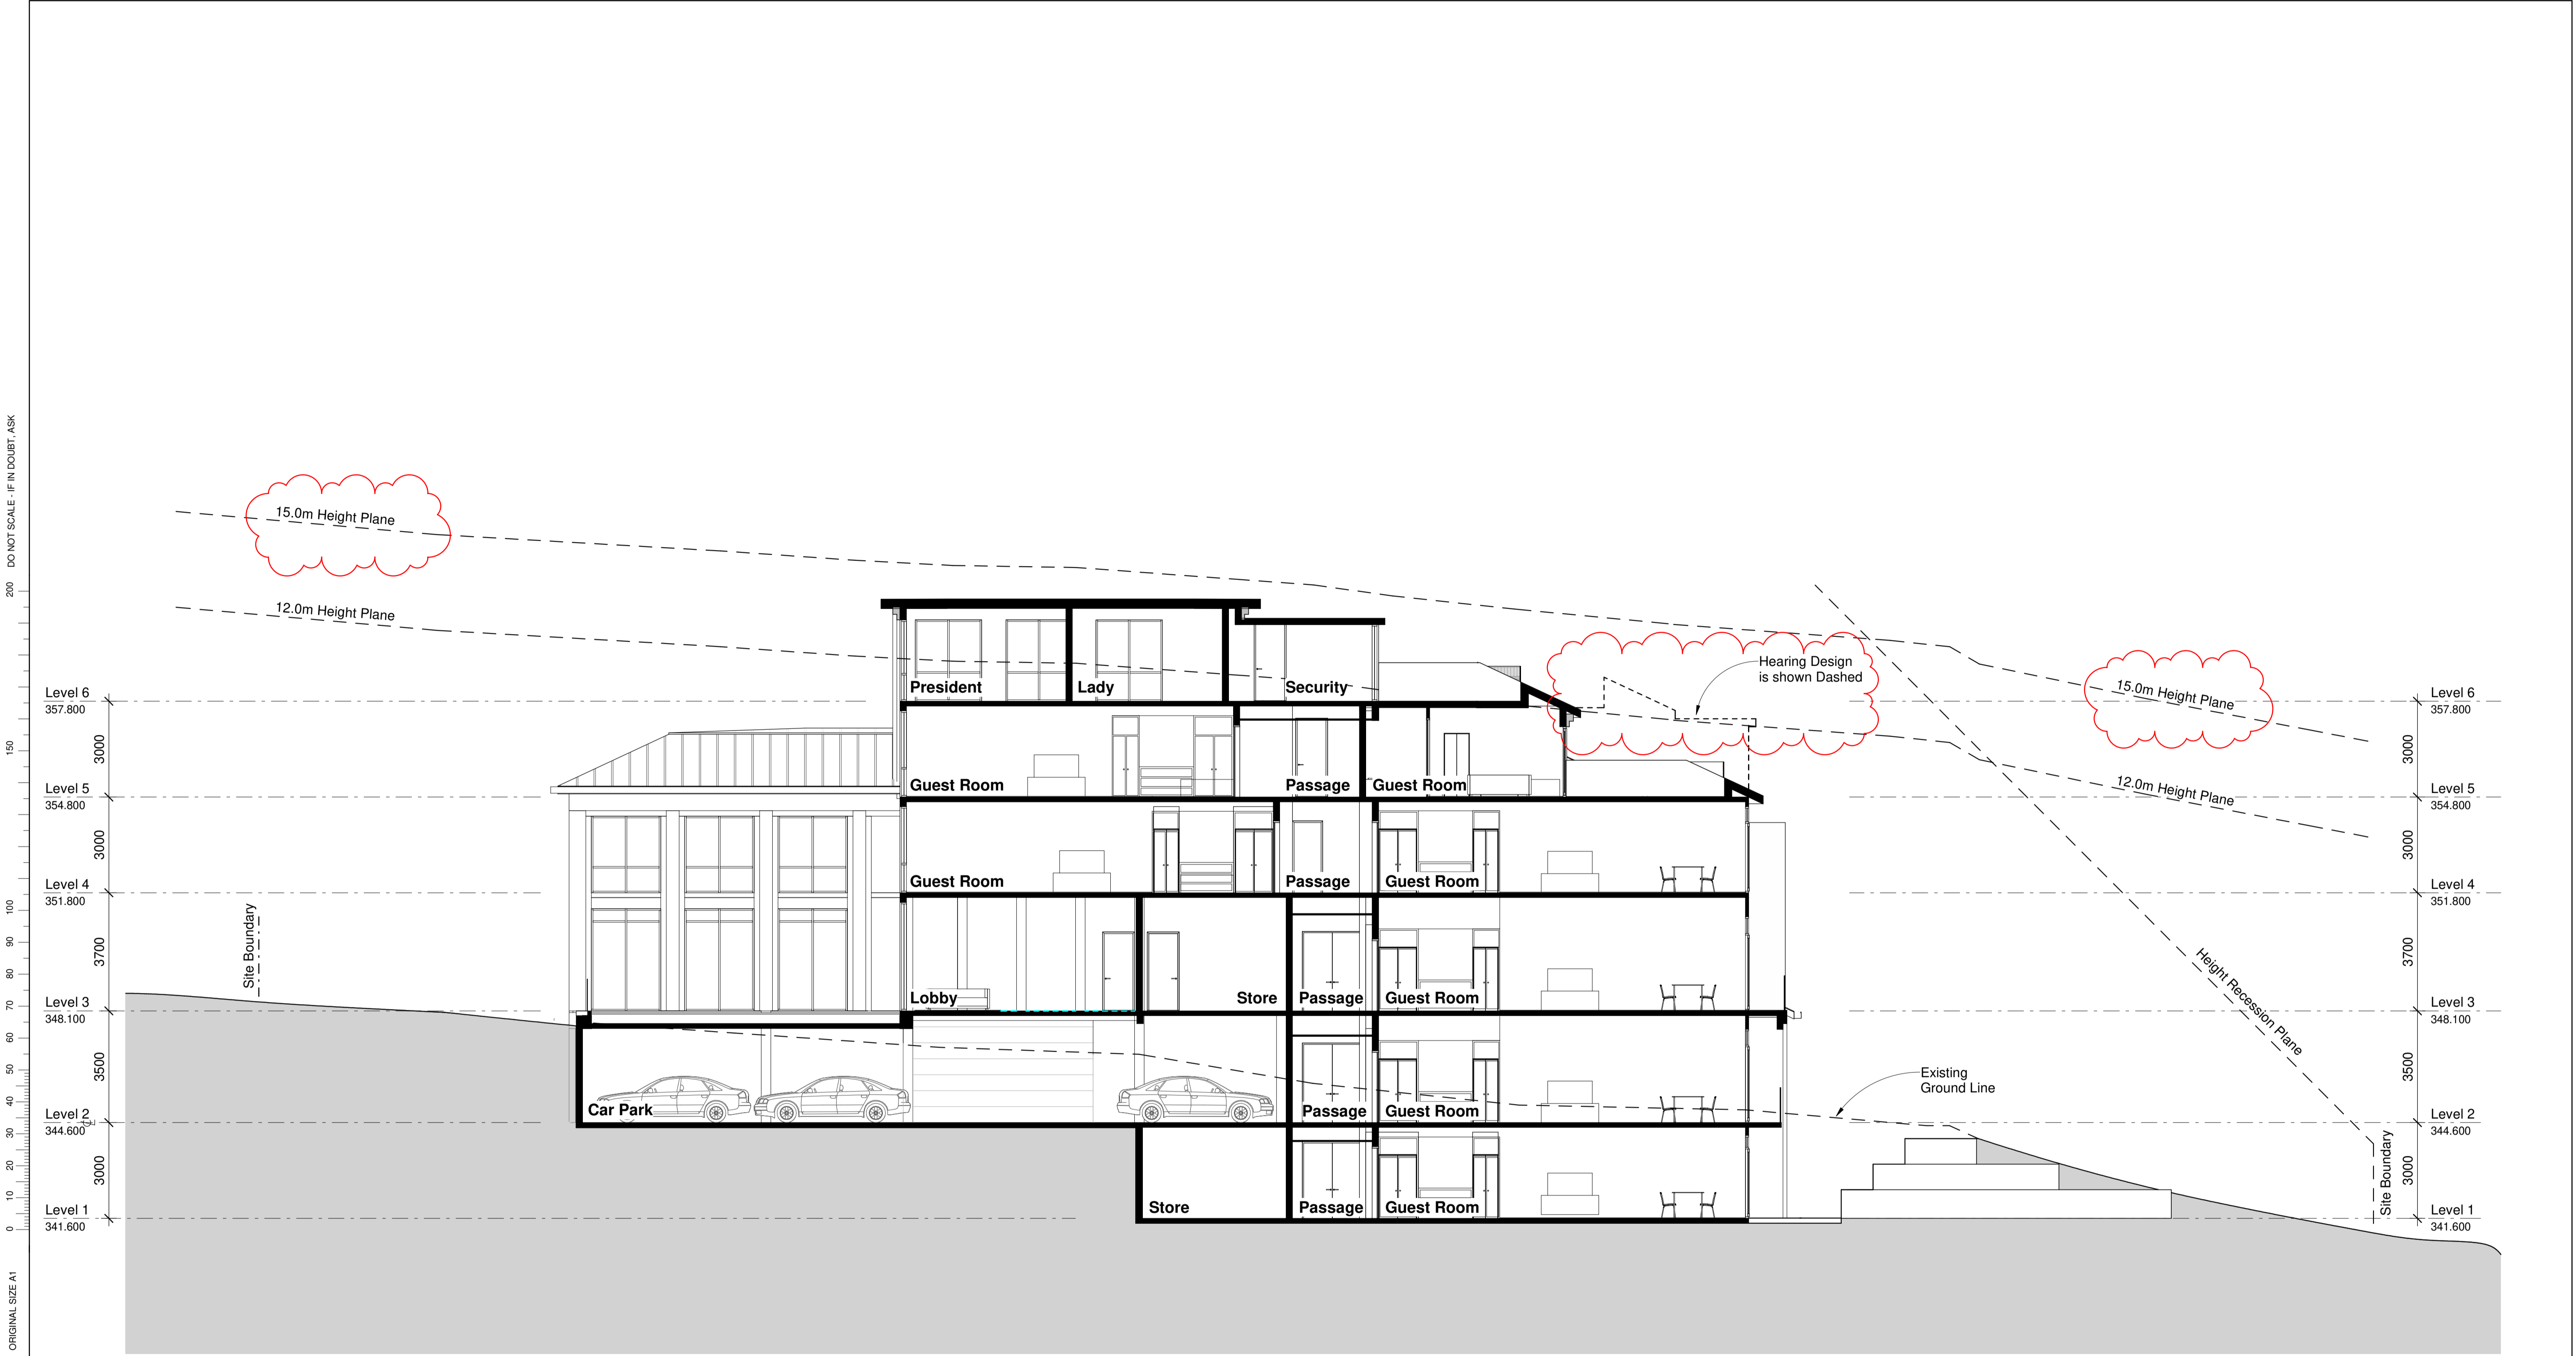 15.0m Height Plane
12.0m Height Plane
Hearing Design
is shown Dashed
15.0m Height Plane
12.0m Height Plane
Level 6
357.800
3000
Level 5
354.800
3000
Level 4
351.800
3700
Level 3
348.100
3500
Level 2
344.600
3000
Level 1
341.600
Site Boundary
President
Lady
Security
Guest Room
Passage
Guest Room
Guest Room
Passage
Guest Room
Lobby
Store
Passage
Guest Room
Car Park
Passage
Guest Room
Store
Passage
Guest Room
Height Recession Plane
Existing
Ground Line
Site Boundary
Level 6
357.800
3000
Level 5
354.800
3000
Level 4
351.800
3700
Level 3
348.100
3500
Level 2
344.600
3000
Level 1
341.600
ORIGINAL SIZE A1
0 10 20 30 40 50 60 70 80 90 100 150 200
DO NOT SCALE - IF IN DOUBT, ASK